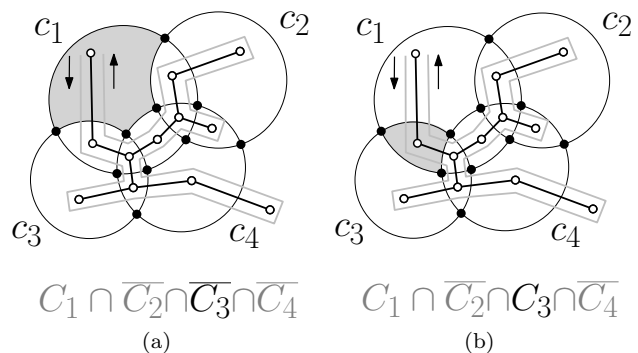 c₁ c₂ c₁ c₂
c₃ c₄ c₃ c₄
C₁ ∩ C̅₂ ∩ C̅₃ ∩ C̅₄ C₁ ∩ C̅₂ ∩ C₃ ∩ C̅₄
(a) (b)